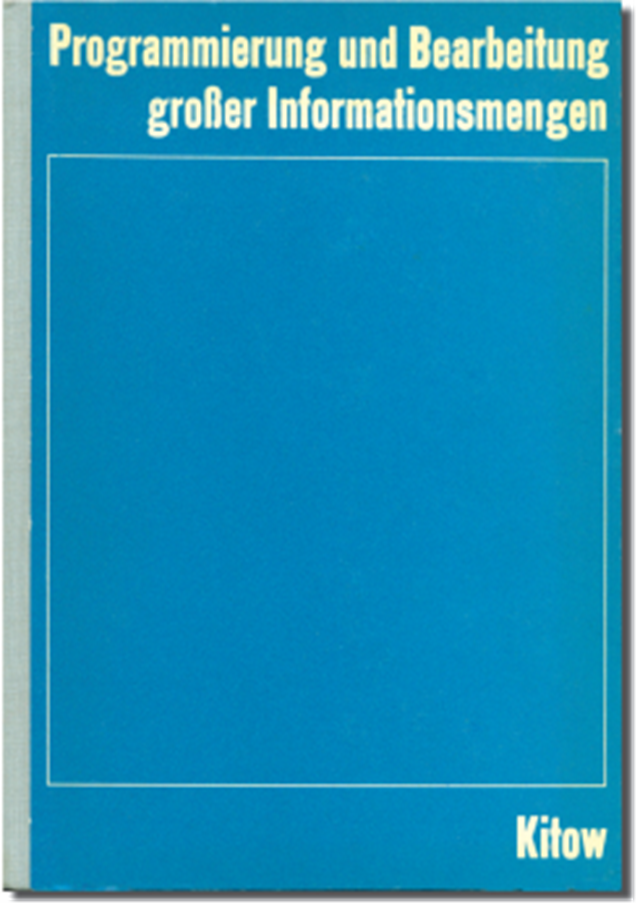 Programmierung und Bearbeitung
großer Informationsmengen
Kitow